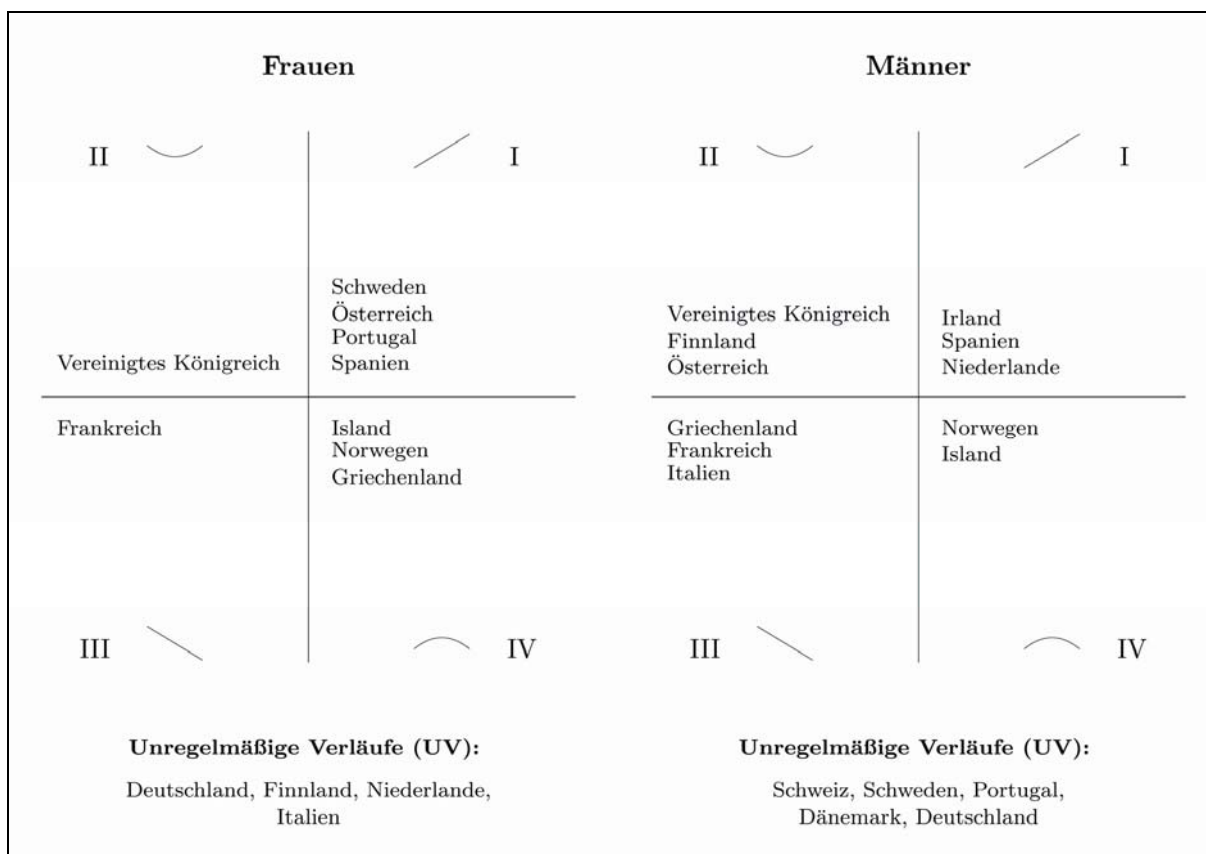 Frauen
II
I
Schweden
Österreich
Portugal
Vereinigtes Königreich
Spanien
Frankreich
Island
Norwegen
Griechenland
III
IV
Unregelmäßige Verläufe (UV):
Deutschland, Finnland, Niederlande,
Italien
Männer
II
I
Vereinigtes Königreich
Finnland
Österreich
Irland
Spanien
Niederlande
Griechenland
Frankreich
Italien
Norwegen
Island
III
IV
Unregelmäßige Verläufe (UV):
Schweiz, Schweden, Portugal,
Dänemark, Deutschland